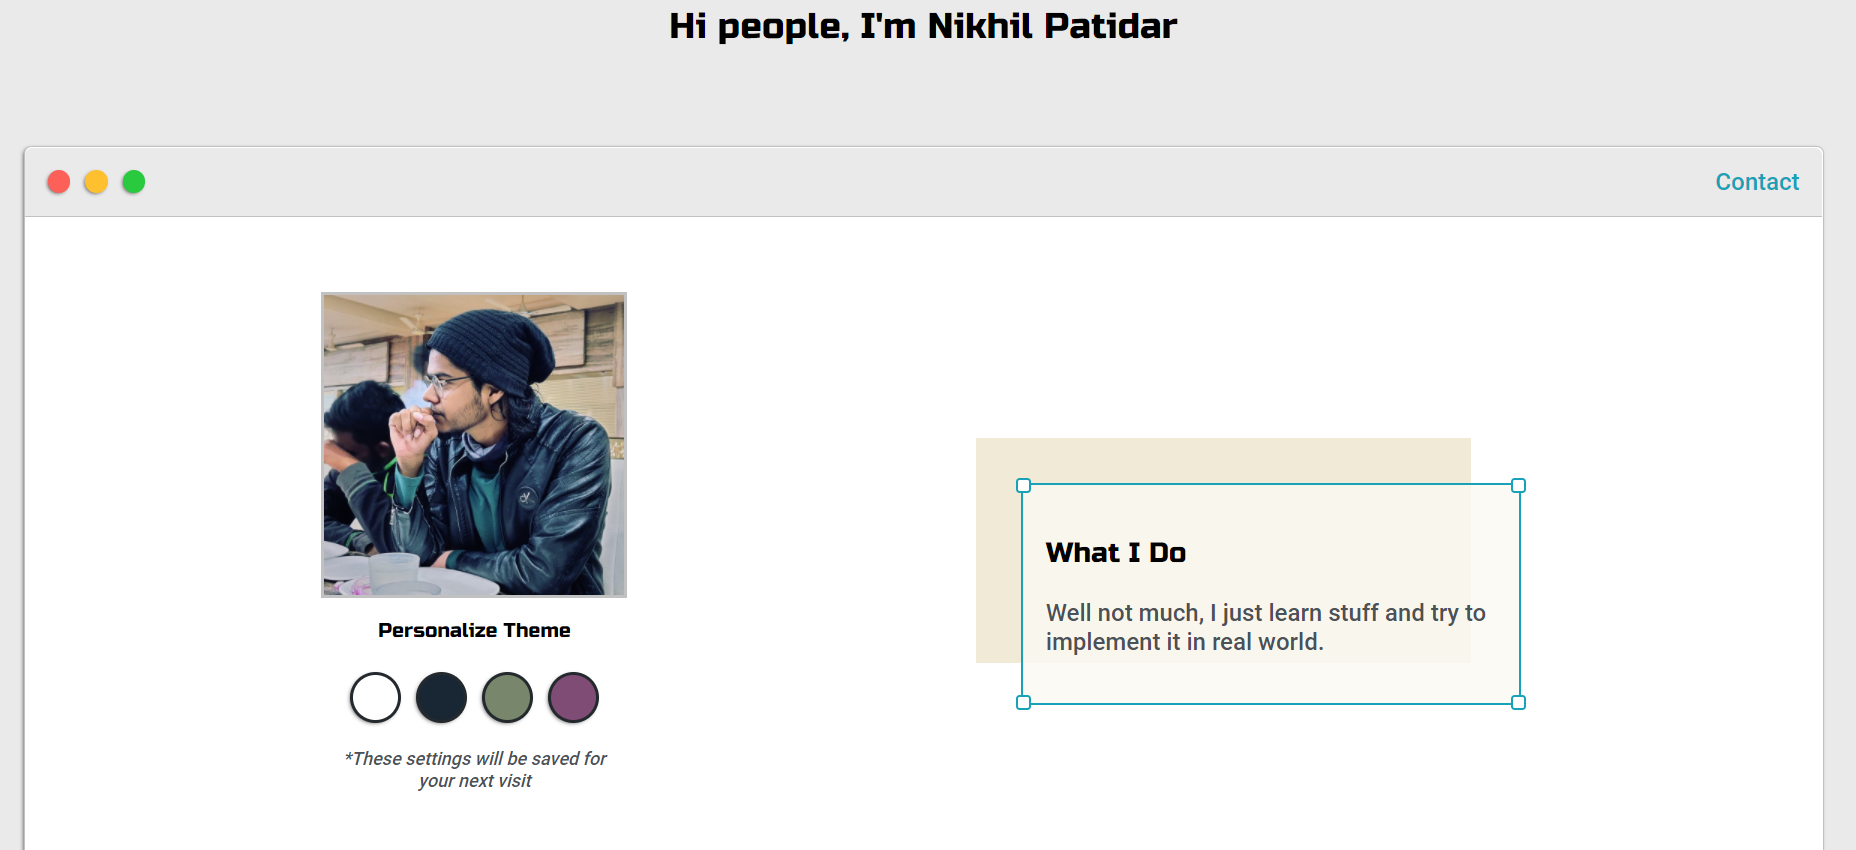 Hi people, I'm Nikhil Patidar
Contact
Personalize Theme
*These settings will be saved for
your next visit
What I Do
Well not much, I just learn stuff and try to
implement it in real world.